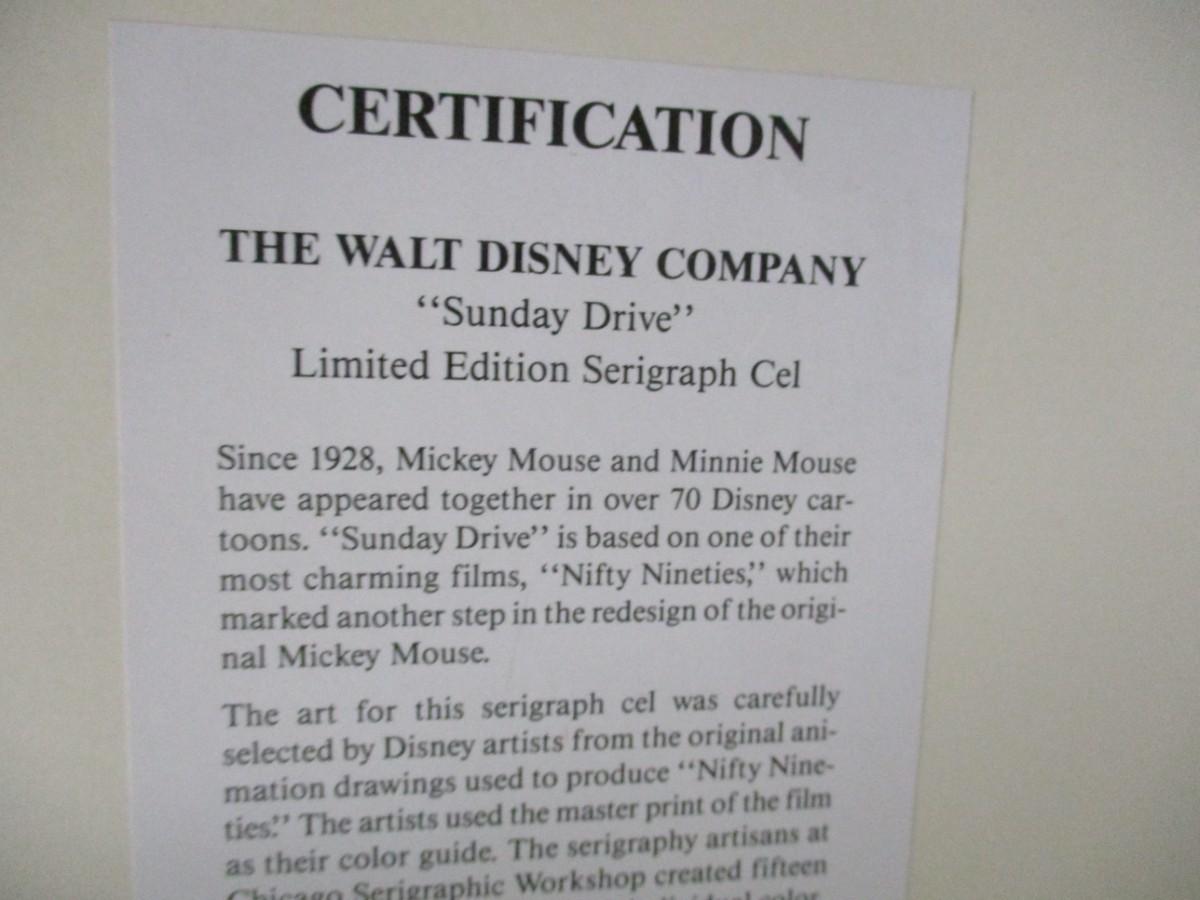 CERTIFICATION
THE WALT DISNEY COMPANY
“Sunday Drive”
Limited Edition Serigraph Cel
Since 1928, Mickey Mouse and Minnie Mouse
have appeared together in over 70 Disney car-
toons. “Sunday Drive” is based on one of their
most charming films, “Nifty Nineties,” which
marked another step in the redesign of the origi-
nal Mickey Mouse.
The art for this serigraph cel was carefully
selected by Disney artists from the original ani-
mation drawings used to produce “Nifty Nine-
ties.” The artists used the master print of the film
as their color guide. The serigraphy artisans at
Chicago Serigraphic Workshop created fifteen
individual color